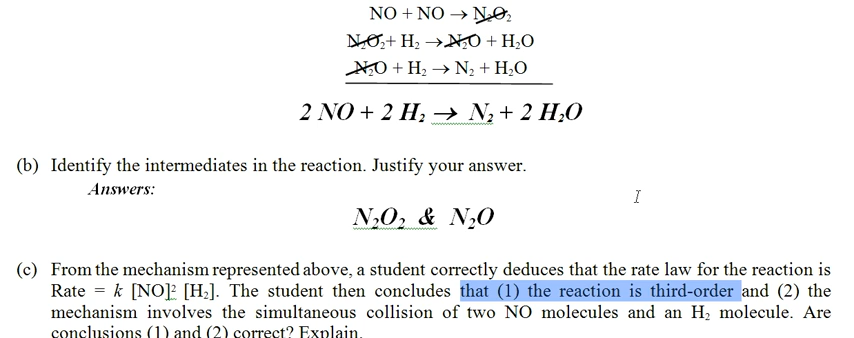 NO + NO → N₂O₂
N₂O₂ + H₂ → N₂O + H₂O
N₂O + H₂ → N₂ + H₂O
2 NO + 2 H₂ → N₂ + 2 H₂O
(b) Identify the intermediates in the reaction. Justify your answer.
Answers:
N₂O₂ & N₂O
(c) From the mechanism represented above, a student correctly deduces that the rate law for the reaction is
Rate = k [NO]² [H₂]. The student then concludes that (1) the reaction is third-order and (2) the
mechanism involves the simultaneous collision of two NO molecules and an H₂ molecule. Are
conclusions (1) and (2) correct? Explain.